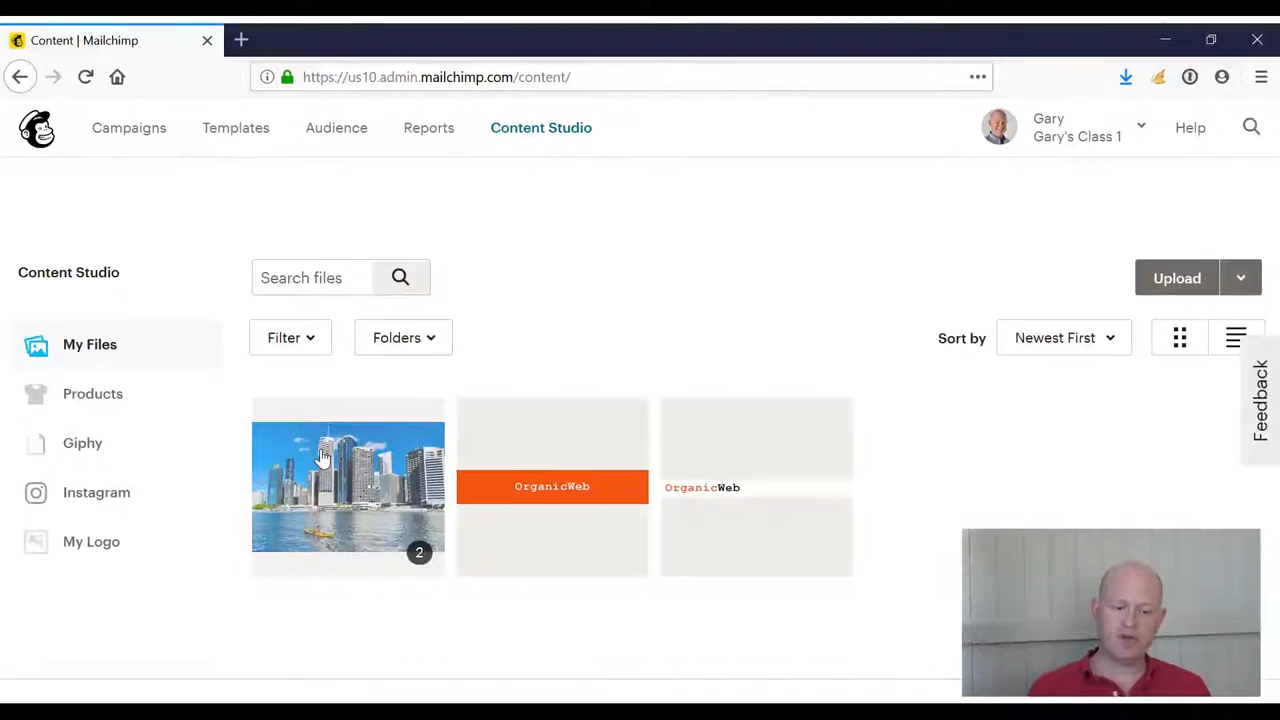 Content | Mailchimp
https://us10.admin.mailchimp.com/content/
Campaigns
Templates
Audience
Reports
Content Studio
Gary
Gary's Class 1
Help
Content Studio
Search files
Upload
My Files
Filter
Folders
Sort by
Newest First
Products
Giphy
Instagram
My Logo
2
OrganicWeb
OrganicWeb
Feedback